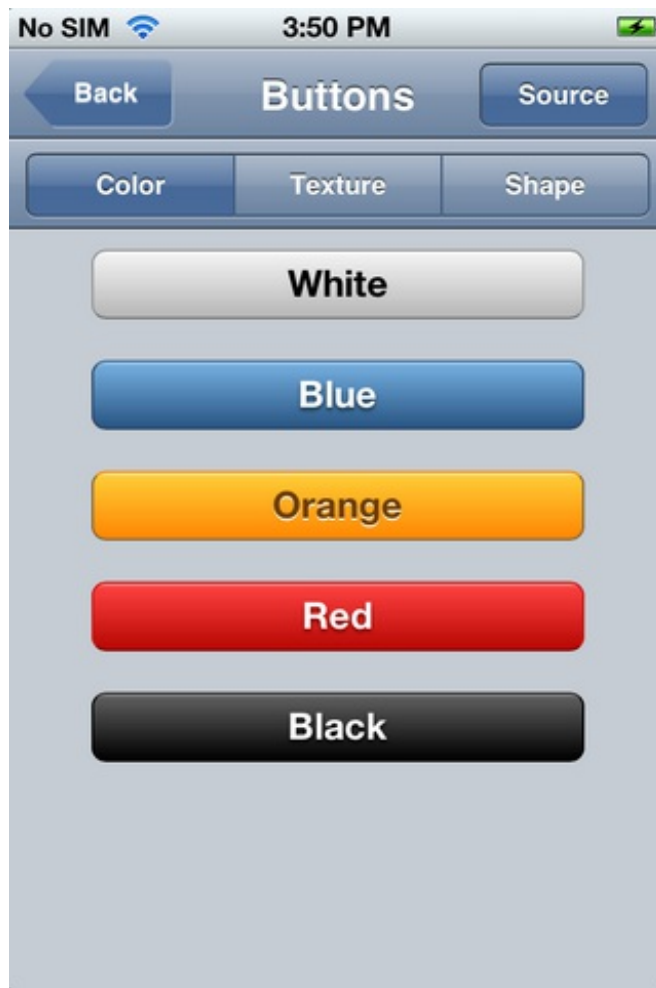 No SIM 3:50 PM
Back Buttons Source
Color Texture Shape
White
Blue
Orange
Red
Black